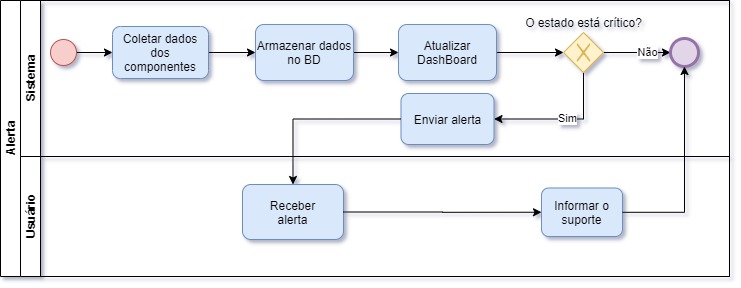 Alerta
Sistema
O estado está crítico?
Coletar dados
dos
componentes
Armazenar dados
no BD
Atualizar
DashBoard
Não
Enviar alerta
Sim
Usuário
Receber
alerta
Informar o
suporte